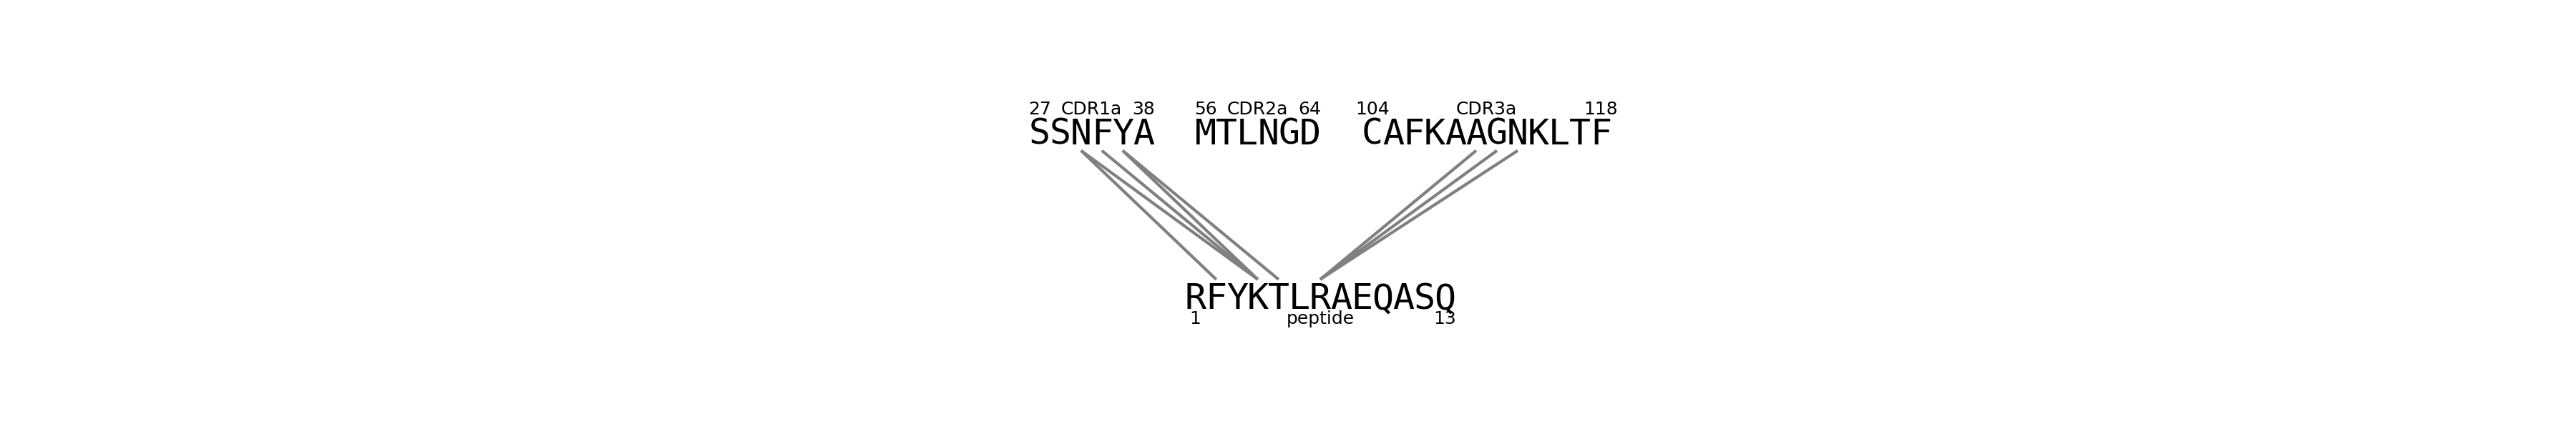 27 CDR1a 38 56 CDR2a 64 104 CDR3a 118
SSNFYA MTLNGD CAFKAAGNKLTF
RFYKTLRAEQASQ
1 peptide 13